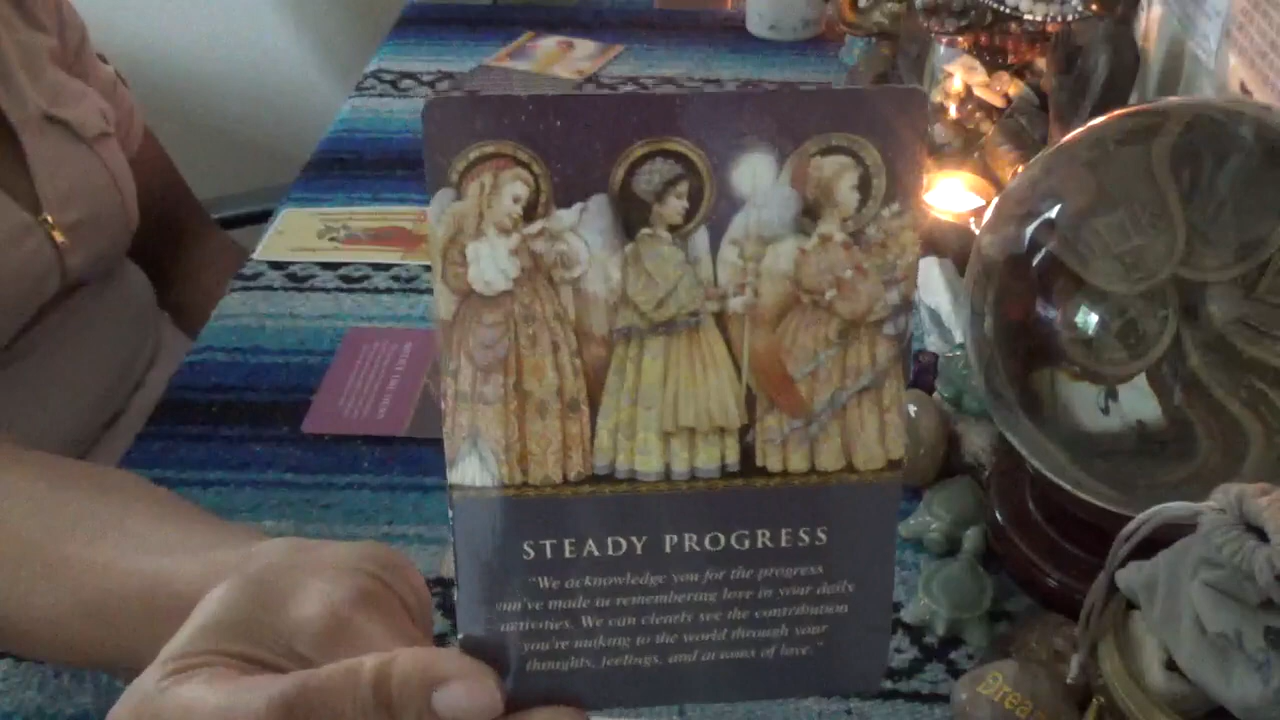 STEADY PROGRESS
"We acknowledge you for the progress
you've made in remembering love in your daily
activities. We can clearly see the contribution
you're making to the world through your
thoughts, feelings, and actions of love."
Drea